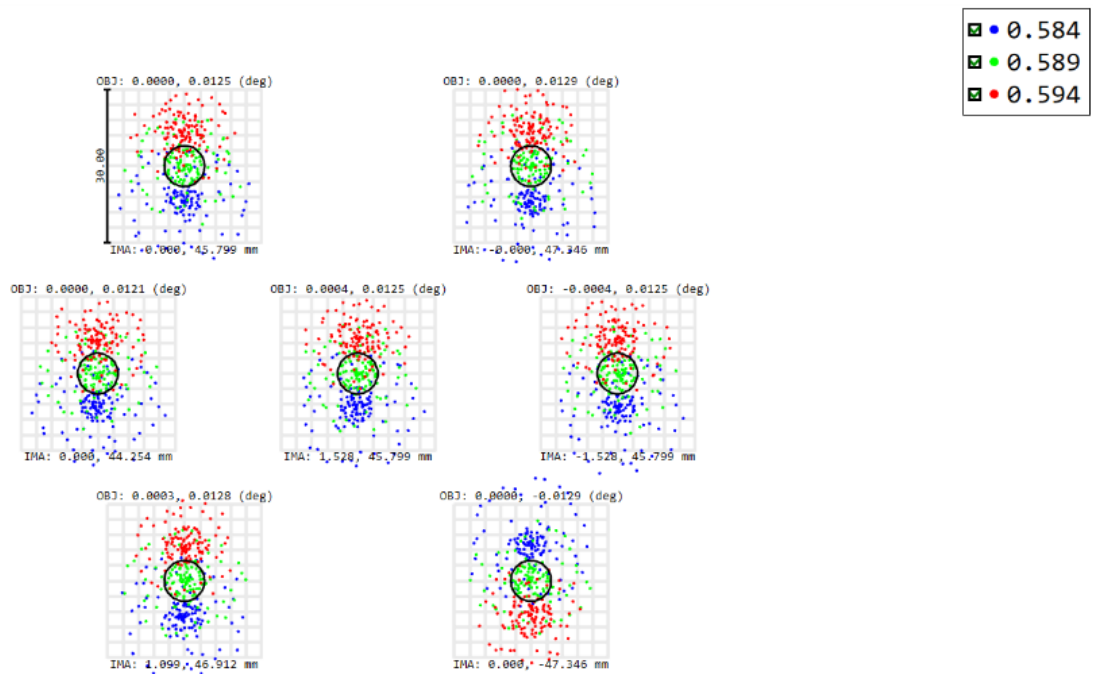 0.584
0.589
0.594
OBJ: 0.0000, 0.0125 (deg)
OBJ: 0.0000, 0.0129 (deg)
30.00
IMA: 0.000, 45.799 mm
IMA: -0.000, 47.346 mm
OBJ: 0.0000, 0.0121 (deg)
OBJ: 0.0004, 0.0125 (deg)
OBJ: -0.0004, 0.0125 (deg)
IMA: 0.000, 44.254 mm
IMA: 1.528, 45.799 mm
IMA: -1.528, 45.799 mm
OBJ: 0.0003, 0.0128 (deg)
OBJ: 0.0000, -0.0129 (deg)
IMA: 1.099, 46.912 mm
IMA: 0.000, -47.346 mm